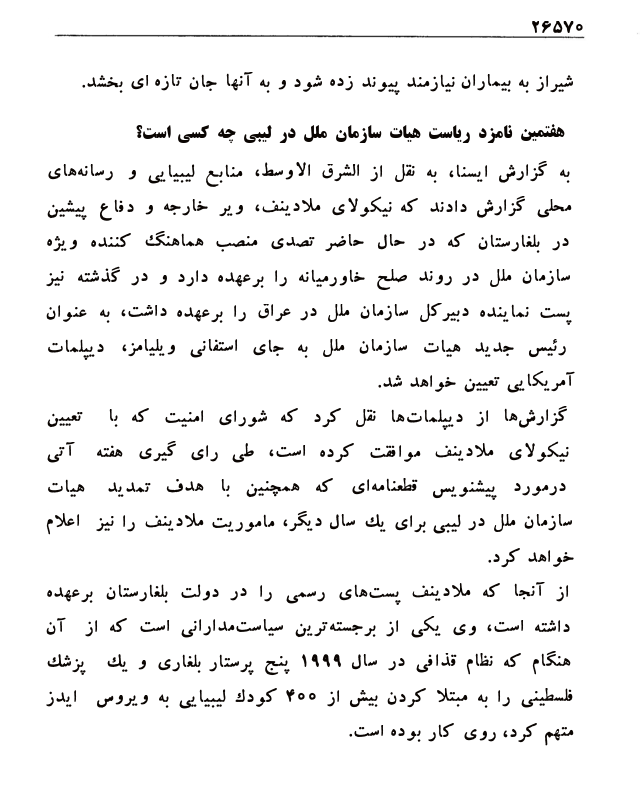 ۲۶۵۷۰
شیراز به بیماران نیازمند پیوند زده شود و به آنها جان تازه ای بخشد.
هفتمین نامزد ریاست هیات سازمان ملل در لیبی چه کسی است؟
به گزارش ایسنا، به نقل از الشرق الاوسط، منابع لیبیایی و رسانه‌های
محلی گزارش دادند که نیکولای ملادینف، ویر خارجه و دفاع پیشین
در بلغارستان که در حال حاضر تصدی منصب هماهنگ کننده ویژه
سازمان ملل در روند صلح خاورمیانه را برعهده دارد و در گذشته نیز
پست نماینده دبیرکل سازمان ملل در عراق را برعهده داشت، به عنوان
رئیس جدید هیات سازمان ملل به جای استفانی ویلیامز، دیپلمات
آمریکایی تعیین خواهد شد.
گزارش‌ها از دیپلمات‌ها نقل کرد که شورای امنیت که با تعیین
نیکولای ملادینف موافقت کرده است، طی رای گیری هفته آتی
درمورد پیشنویس قطعنامه‌ای که همچنین با هدف تمدید هیات
سازمان ملل در لیبی برای یك سال دیگر، ماموریت ملادینف را نیز اعلام
خواهد کرد.
از آنجا که ملادینف پست‌های رسمی را در دولت بلغارستان برعهده
داشته است، وی یکی از برجسته‌ترین سیاست‌مدارانی است که از آن
هنگام که نظام قذافی در سال ۱۹۹۹ پنج پرستار بلغاری و یك پزشك
فلسطینی را به مبتلا کردن بیش از ۴۰۰ کودك لیبیایی به ویروس ایدز
متهم کرد، روی کار بوده است.